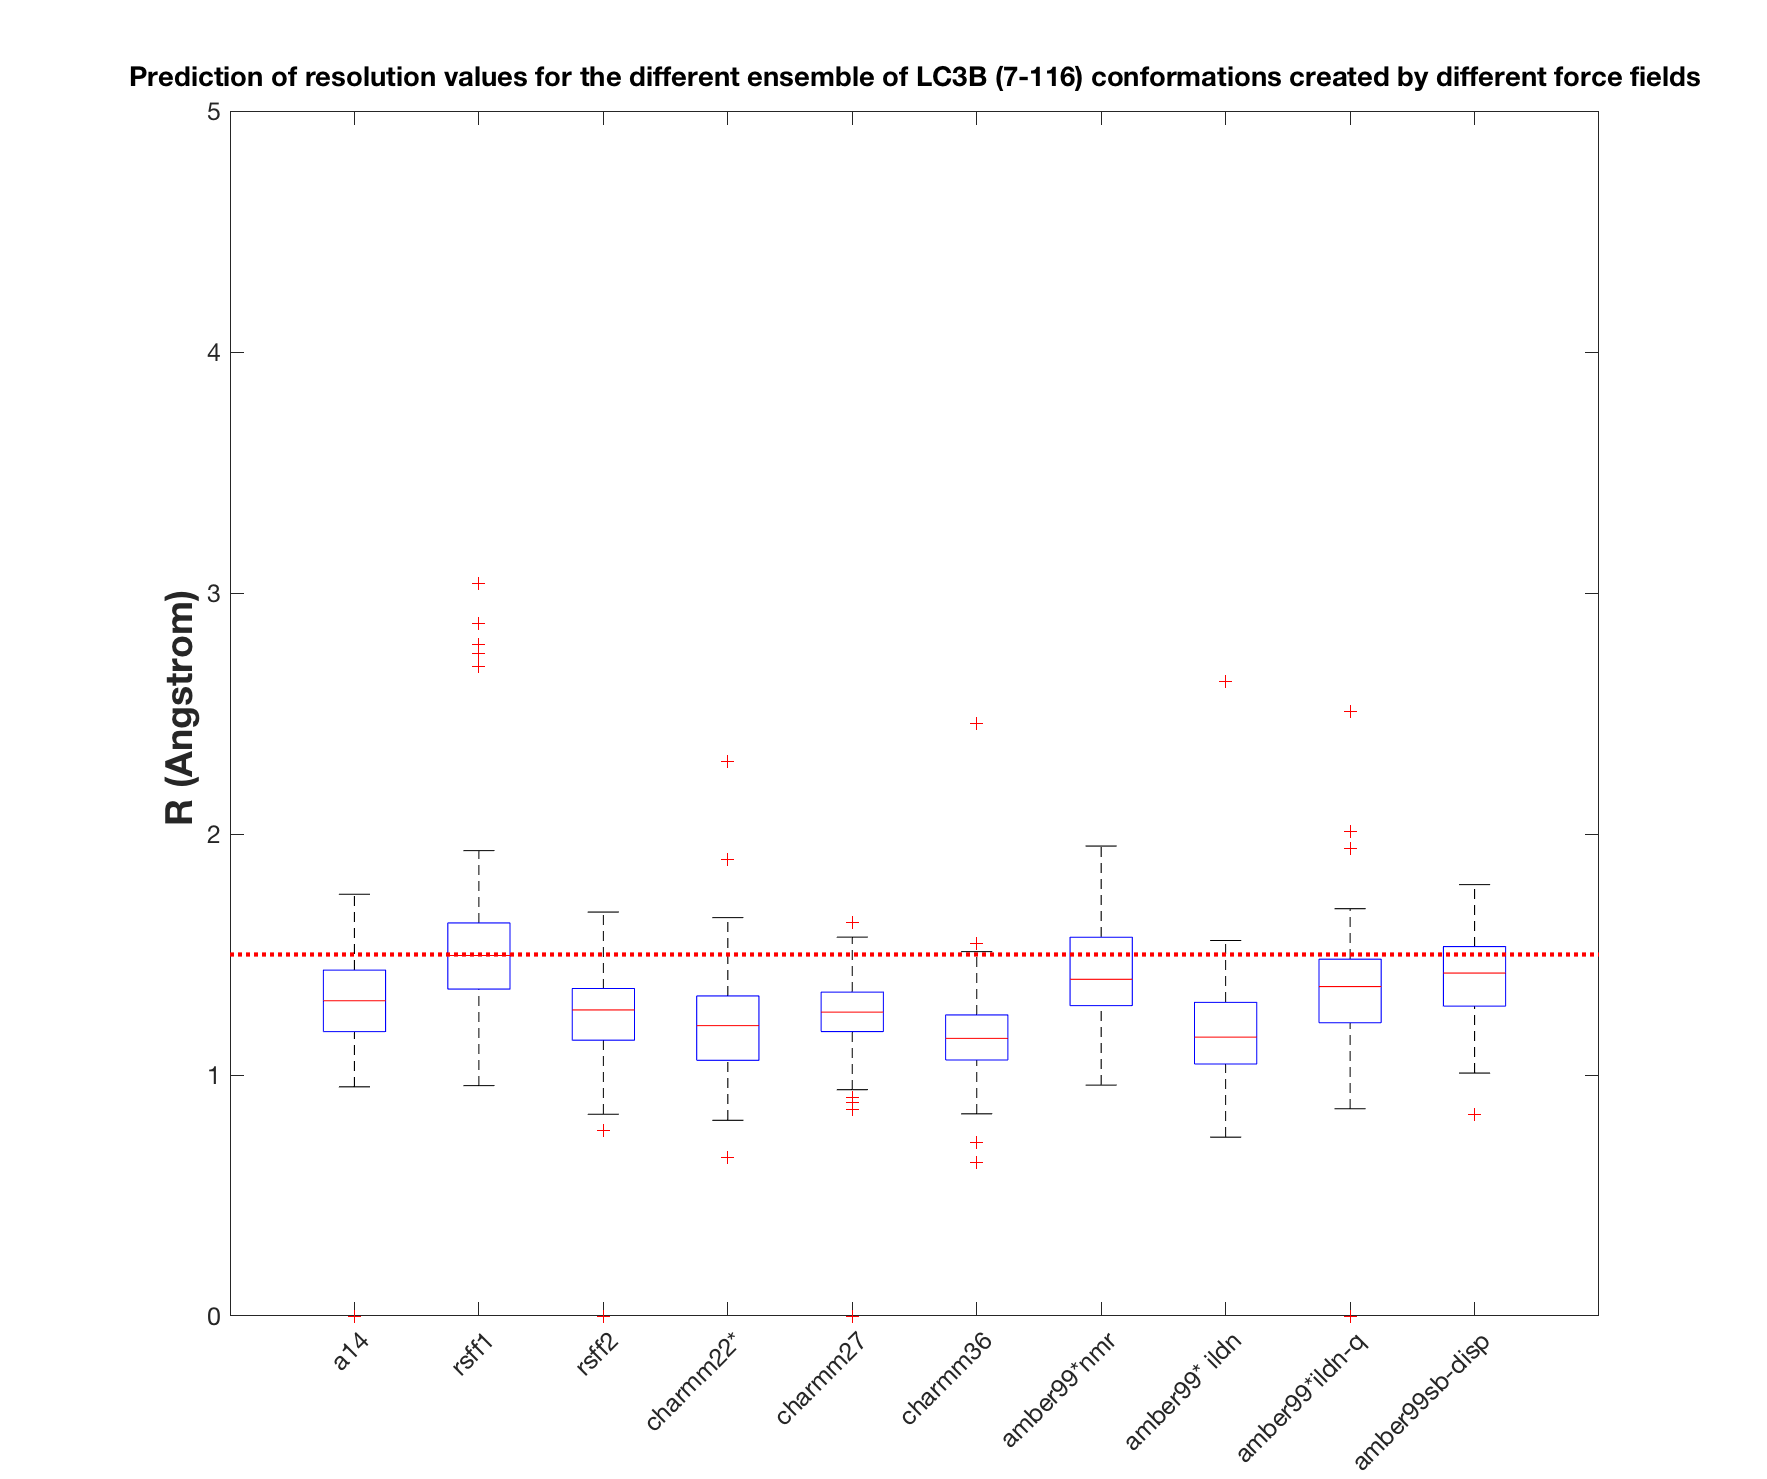 Prediction of resolution values for the different ensemble of LC3B (7-116) conformations created by different force fields
R (Angstrom)
5
4
3
2
1
0
a14
rsff1
rsff2
charmm22*
charmm27
charmm36
amber99*nmr
amber99* ildn
amber99*ildn-q
amber99sb-disp